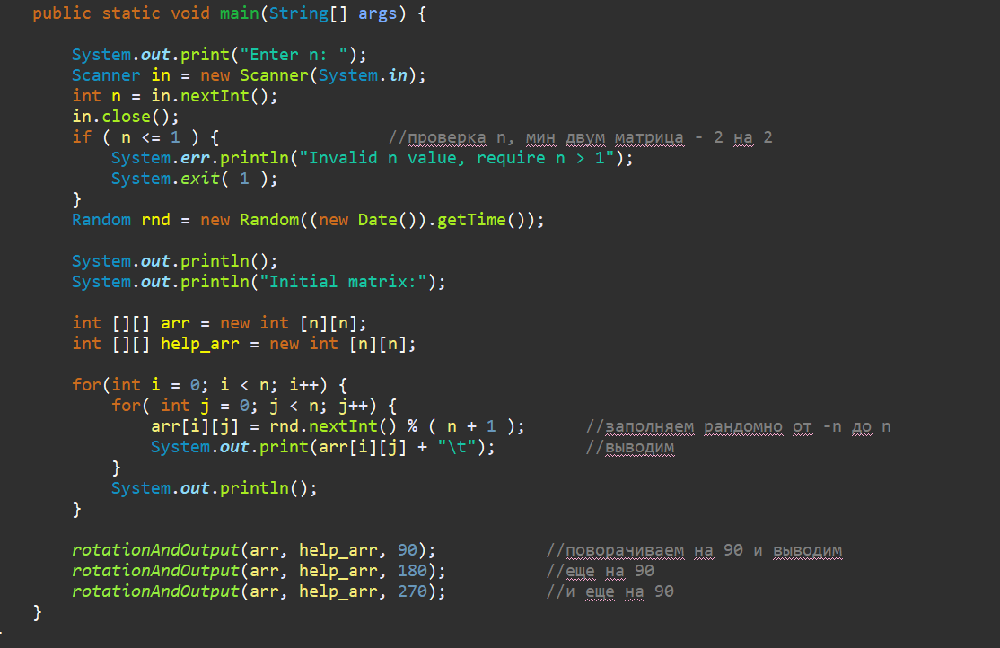 public static void main(String[] args) {
System.out.print("Enter n: ");
Scanner in = new Scanner(System.in);
int n = in.nextInt();
in.close();
if ( n <= 1 ) { //проверка n, мин двум матрица - 2 на 2
System.err.println("Invalid n value, require n > 1");
System.exit( 1 );
}
Random rnd = new Random((new Date()).getTime());
System.out.println();
System.out.println("Initial matrix:");
int [][] arr = new int [n][n];
int [][] help_arr = new int [n][n];
for(int i = 0; i < n; i++) {
for( int j = 0; j < n; j++) {
arr[i][j] = rnd.nextInt() % ( n + 1 ); //заполняем рандомно от -n до n
System.out.print(arr[i][j] + "\t"); //выводим
}
System.out.println();
}
rotationAndOutput(arr, help_arr, 90); //поворачиваем на 90 и выводим
rotationAndOutput(arr, help_arr, 180); //еще на 90
rotationAndOutput(arr, help_arr, 270); //и еще на 90
}